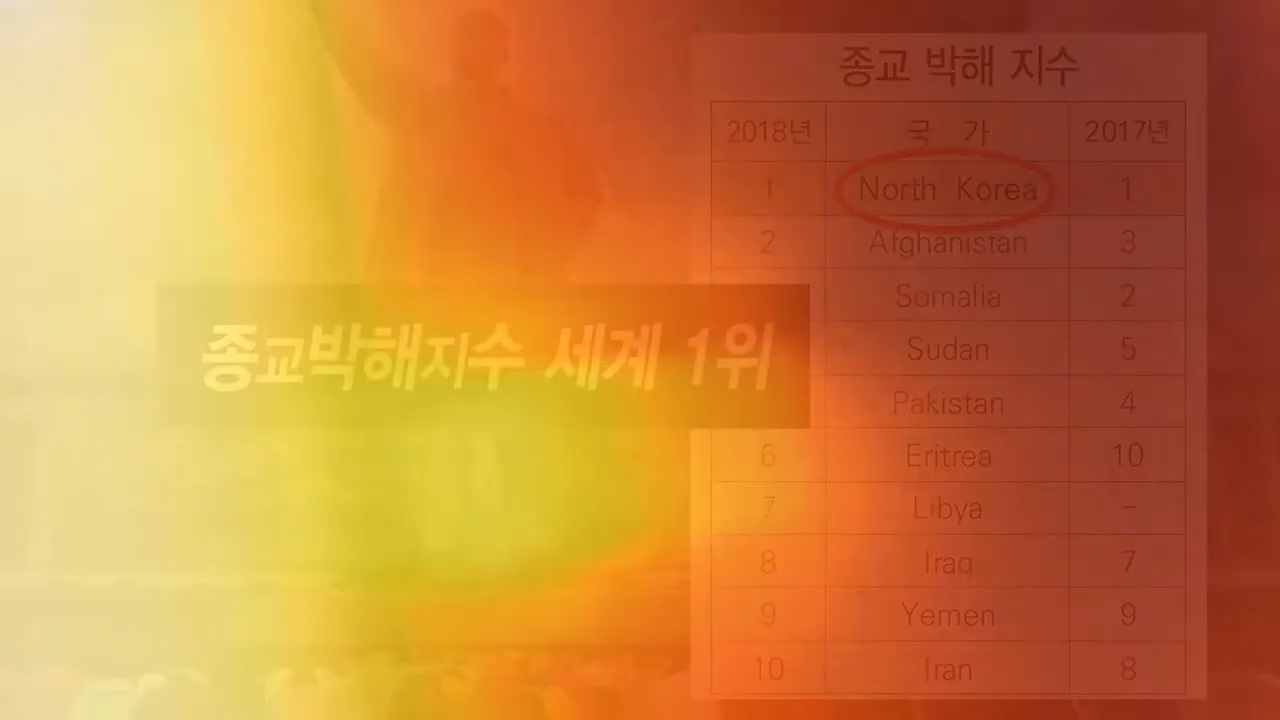 종교박해지수 세계 1위
종교 박해 지수
2018년 국 가 2017년
1 North Korea 1
2 Afghanistan 3
Somalia 2
Sudan 5
Pakistan 4
6 Eritrea 10
7 Libya -
8 Iraq 7
9 Yemen 9
10 Iran 8